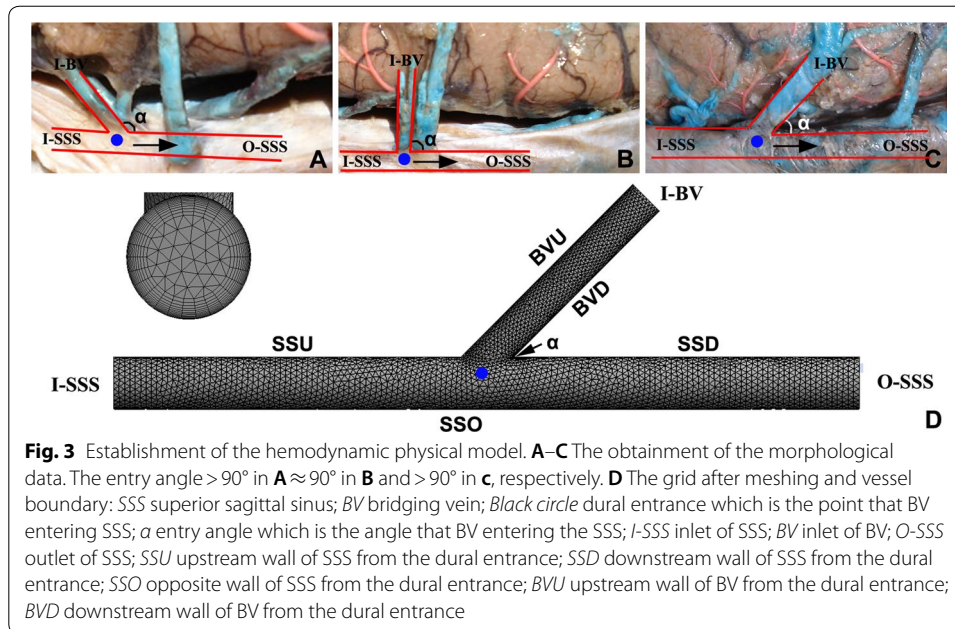 I-BV
α
I-SSS
O-SSS
A
I-BV
α
I-SSS
O-SSS
B
I-BV
α
I-SSS
O-SSS
C
I-BV
BVU
BVD
α
SSU
SSD
I-SSS
O-SSS
SSO
D
Fig. 3 Establishment of the hemodynamic physical model. A–C The obtainment of the morphological
data. The entry angle > 90° in A ≈ 90° in B and > 90° in c, respectively. D The grid after meshing and vessel
boundary: SSS superior sagittal sinus; BV bridging vein; Black circle dural entrance which is the point that BV
entering SSS; α entry angle which is the angle that BV entering the SSS; I-SSS inlet of SSS; BV inlet of BV; O-SSS
outlet of SSS; SSU upstream wall of SSS from the dural entrance; SSD downstream wall of SSS from the dural
entrance; SSO opposite wall of SSS from the dural entrance; BVU upstream wall of BV from the dural entrance;
BVD downstream wall of BV from the dural entrance